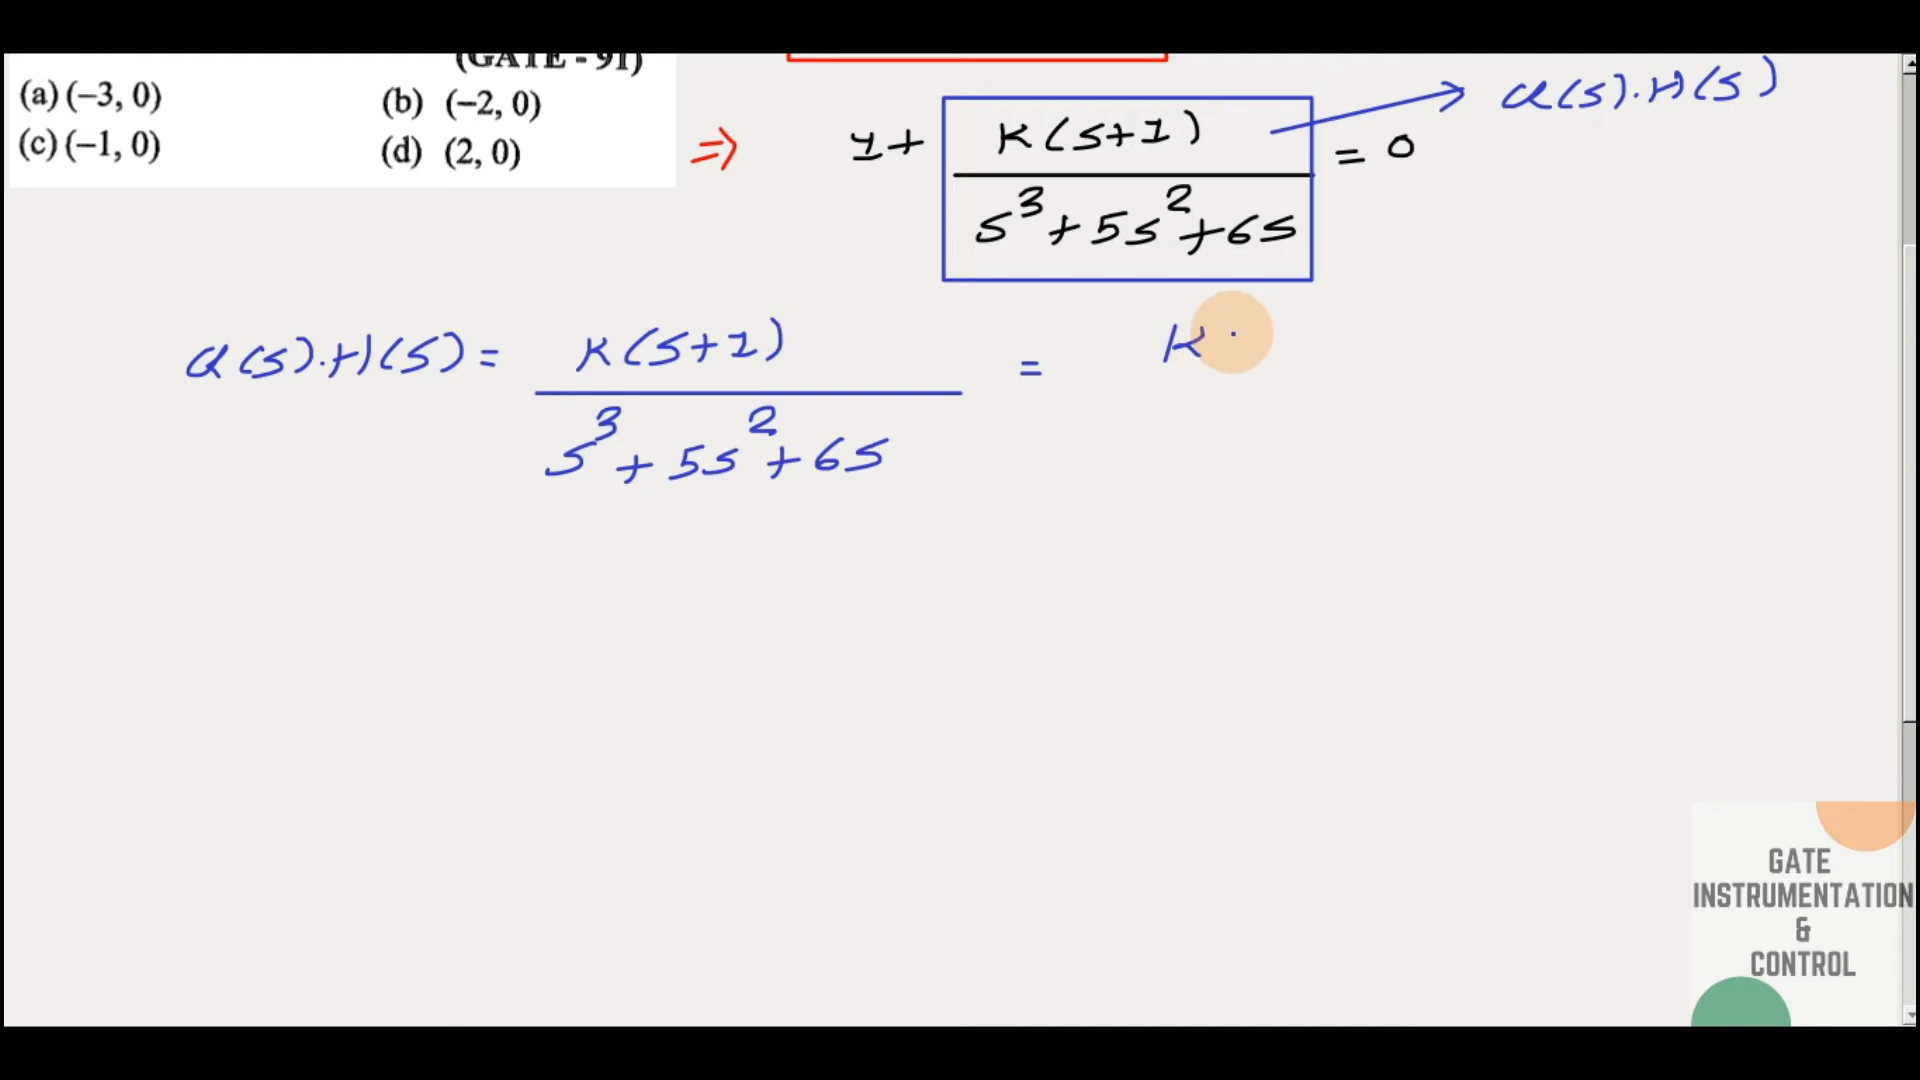 (GATE - 91)
(a) (–3, 0) (b) (–2, 0)
(c) (–1, 0) (d) (2, 0)
⇒ 1 + K(S+1) / S³+5S²+6S = 0 → G(S).H(S)
G(S).H(S) = K(S+1) / S³+5S²+6S = K
GATE
INSTRUMENTATION
&
CONTROL